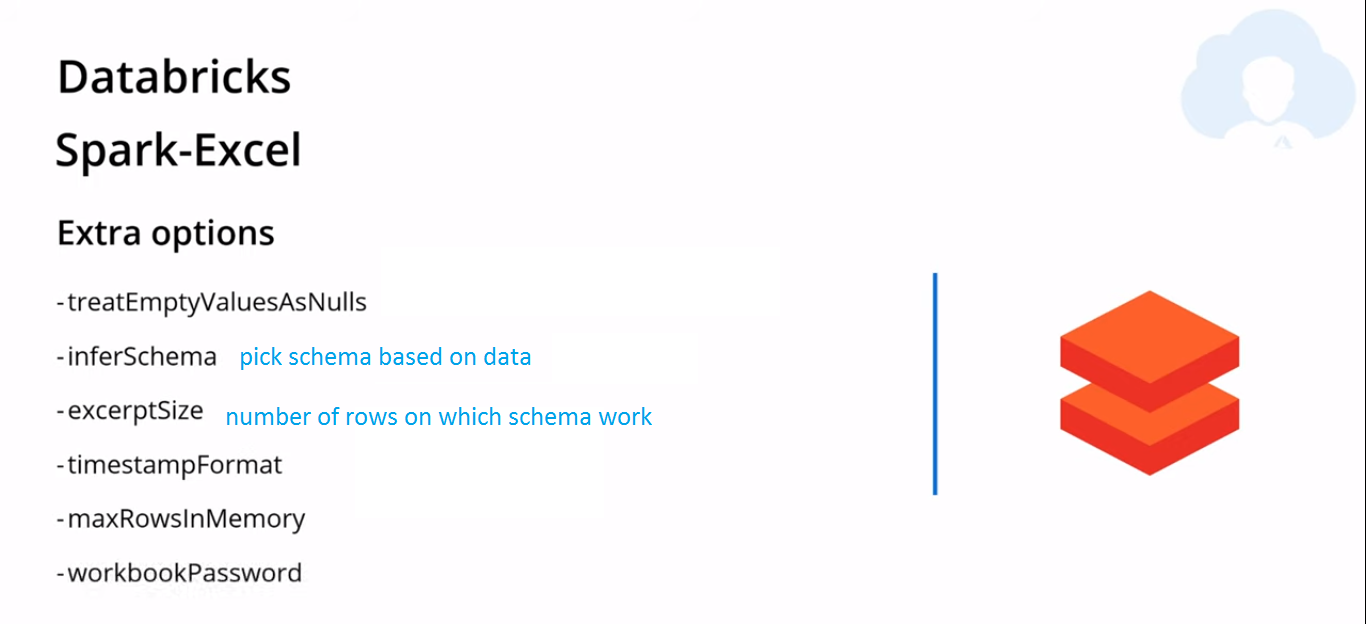 Databricks
Spark-Excel
Extra options
-treatEmptyValuesAsNulls
-inferSchema pick schema based on data
-excerptSize number of rows on which schema work
-timestampFormat
-maxRowsInMemory
-workbookPassword